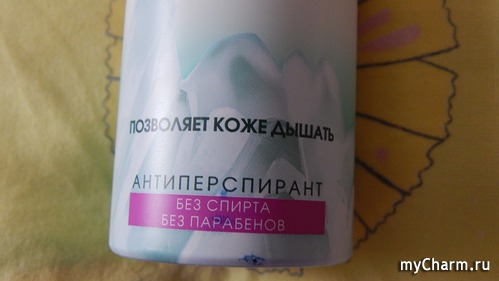 ПОЗВОЛЯЕТ КОЖЕ ДЫШАТЬ
АНТИПЕРСПИРАНТ
БЕЗ СПИРТА
БЕЗ ПАРАБЕНОВ
myCharm.ru